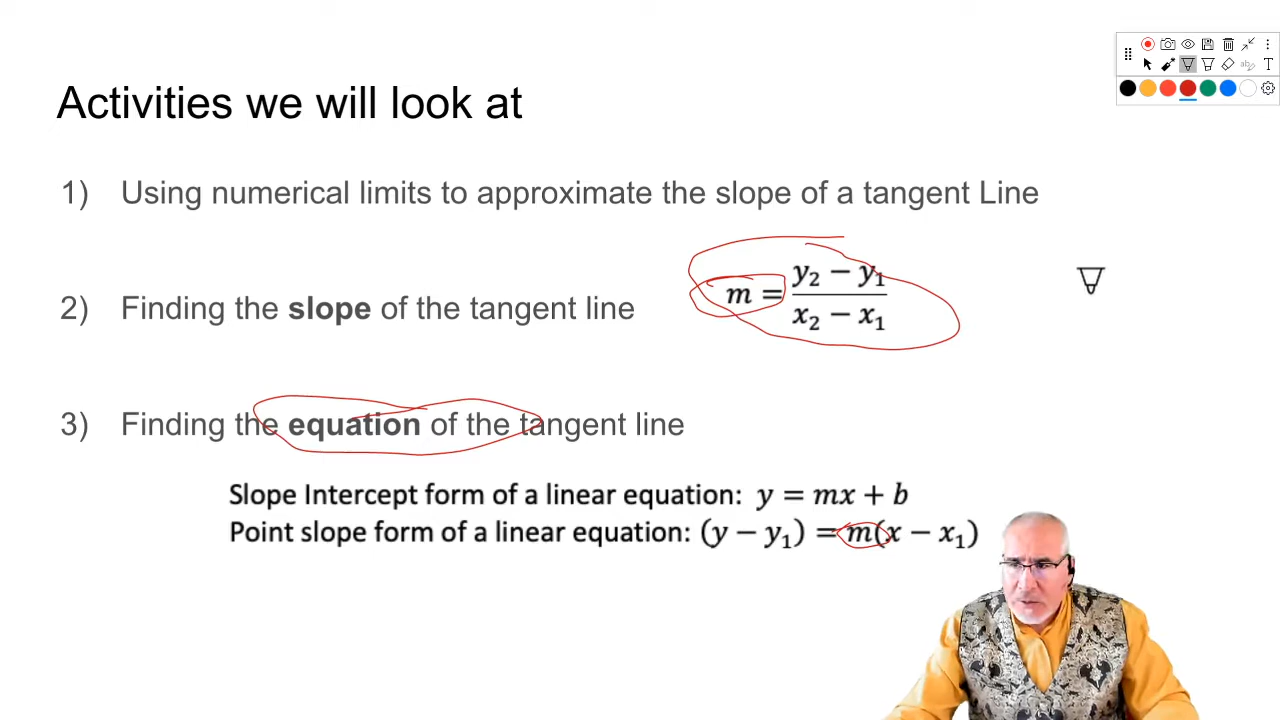 Activities we will look at
1) Using numerical limits to approximate the slope of a tangent Line
2) Finding the slope of the tangent line
m = (y₂ − y₁)/(x₂ − x₁)
3) Finding the equation of the tangent line
Slope Intercept form of a linear equation: y = mx + b
Point slope form of a linear equation: (y − y₁) = m(x − x₁)